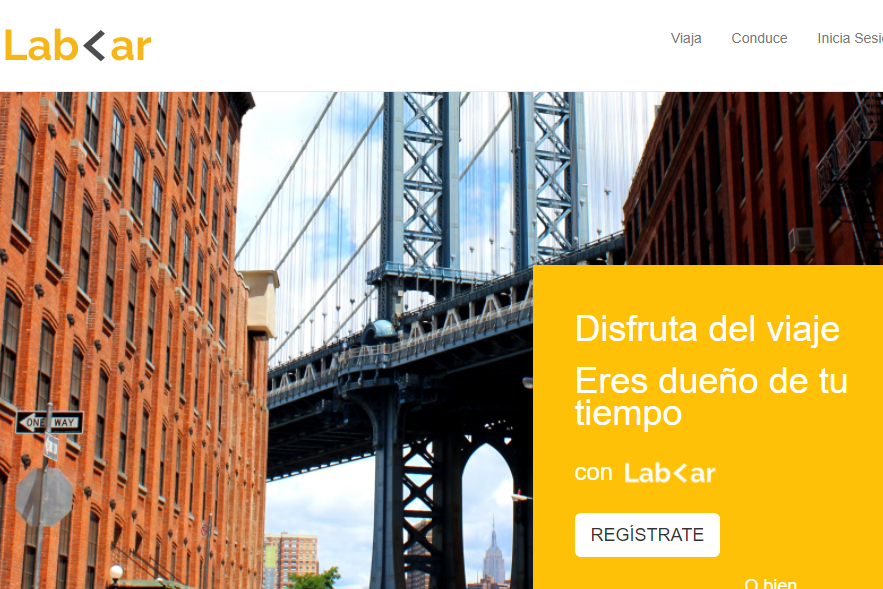 Lab<ar
Viaja
Conduce
Inicia Sesi
ONE WAY
Disfruta del viaje
Eres dueño de tu
tiempo
con Lab<ar
REGÍSTRATE
O bien